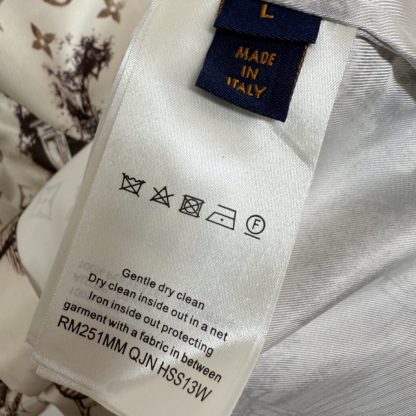 L
MADE
IN
ITALY
F
Gentle dry clean
Dry clean inside out in a net
Iron inside out protecting
garment with a fabric in between
RM251MM QJN HSS13W